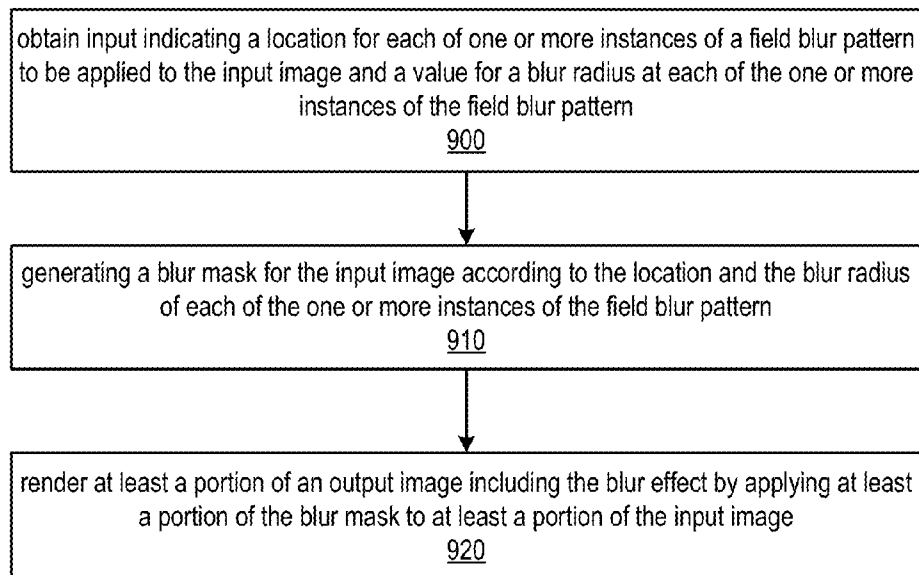 obtain input indicating a location for each of one or more instances of a field blur pattern
to be applied to the input image and a value for a blur radius at each of the one or more
instances of the field blur pattern
900
generating a blur mask for the input image according to the location and the blur radius
of each of the one or more instances of the field blur pattern
910
render at least a portion of an output image including the blur effect by applying at least
a portion of the blur mask to at least a portion of the input image
920